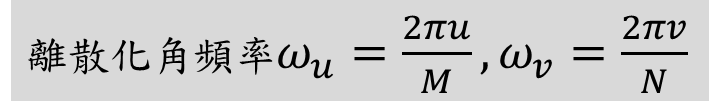 離散化角頻率ω_u = 2πu/M , ω_v = 2πv/N